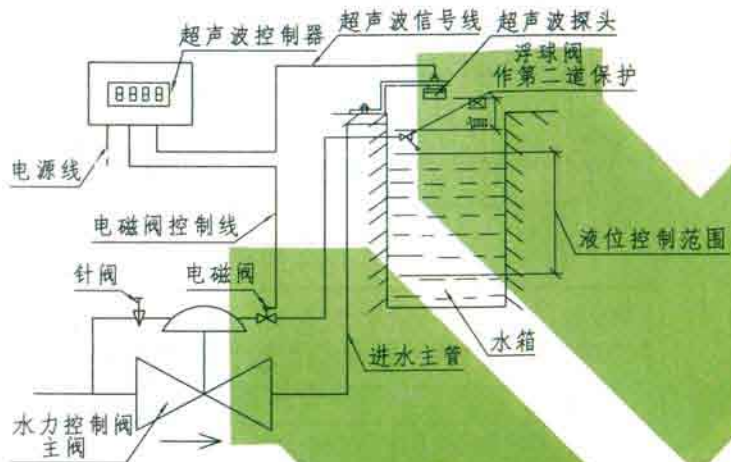 超声波控制器
超声波信号线
超声波探头
浮球阀
作第二道保护
8888
盲区
电源线
电磁阀控制线
液位控制范围
针阀
电磁阀
水箱
进水主管
水力控制阀
主阀